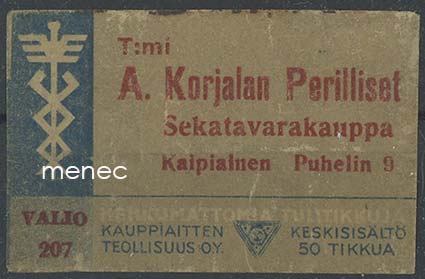 T:mi
A. Korjalan Perilliset
Sekatavarakauppa
Kaipiainen Puhelin 9
menec
VALIO
207
KAUPPIAITTEN
TEOLLISUUS OY.
KESKISISÄLTÖ
50 TIKKUA